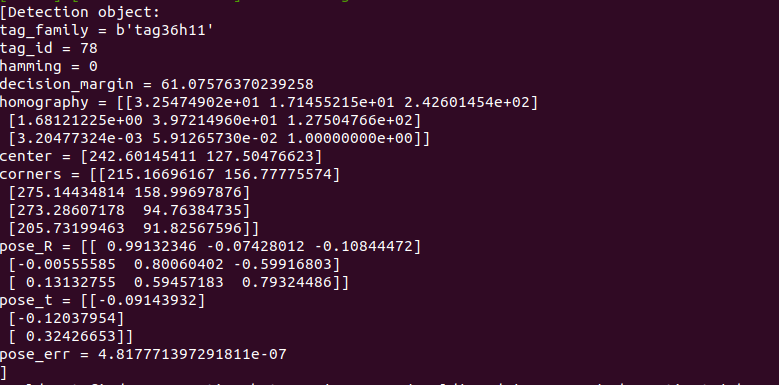 [Detection object:
tag_family = b'tag36h11'
tag_id = 78
hamming = 0
decision_margin = 61.07576370239258
homography = [[3.25474902e+01 1.71455215e+01 2.42601454e+02]
 [1.68121225e+00 3.97214960e+01 1.27504766e+02]
 [3.20477324e-03 5.91265730e-02 1.00000000e+00]]
center = [242.60145411 127.50476623]
corners = [[215.16696167 156.77775574]
 [275.14434814 158.99697876]
 [273.28607178  94.76384735]
 [205.73199463  91.82567596]]
pose_R = [[ 0.99132346 -0.07428012 -0.10844472]
 [-0.00555585  0.80060402 -0.59916803]
 [ 0.13132755  0.59457183  0.79324486]]
pose_t = [[-0.09143932]
 [-0.12037954]
 [ 0.32426653]]
pose_err = 4.817771397291811e-07
]